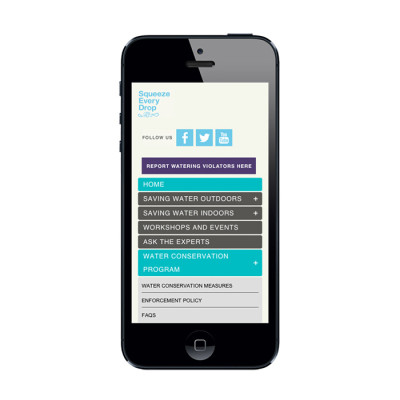 Squeeze
Every
Drop
FOLLOW US
You
Tube
REPORT WATERING VIOLATORS HERE
HOME
SAVING WATER OUTDOORS +
SAVING WATER INDOORS +
WORKSHOPS AND EVENTS
ASK THE EXPERTS
WATER CONSERVATION +
PROGRAM
WATER CONSERVATION MEASURES
ENFORCEMENT POLICY
FAQS